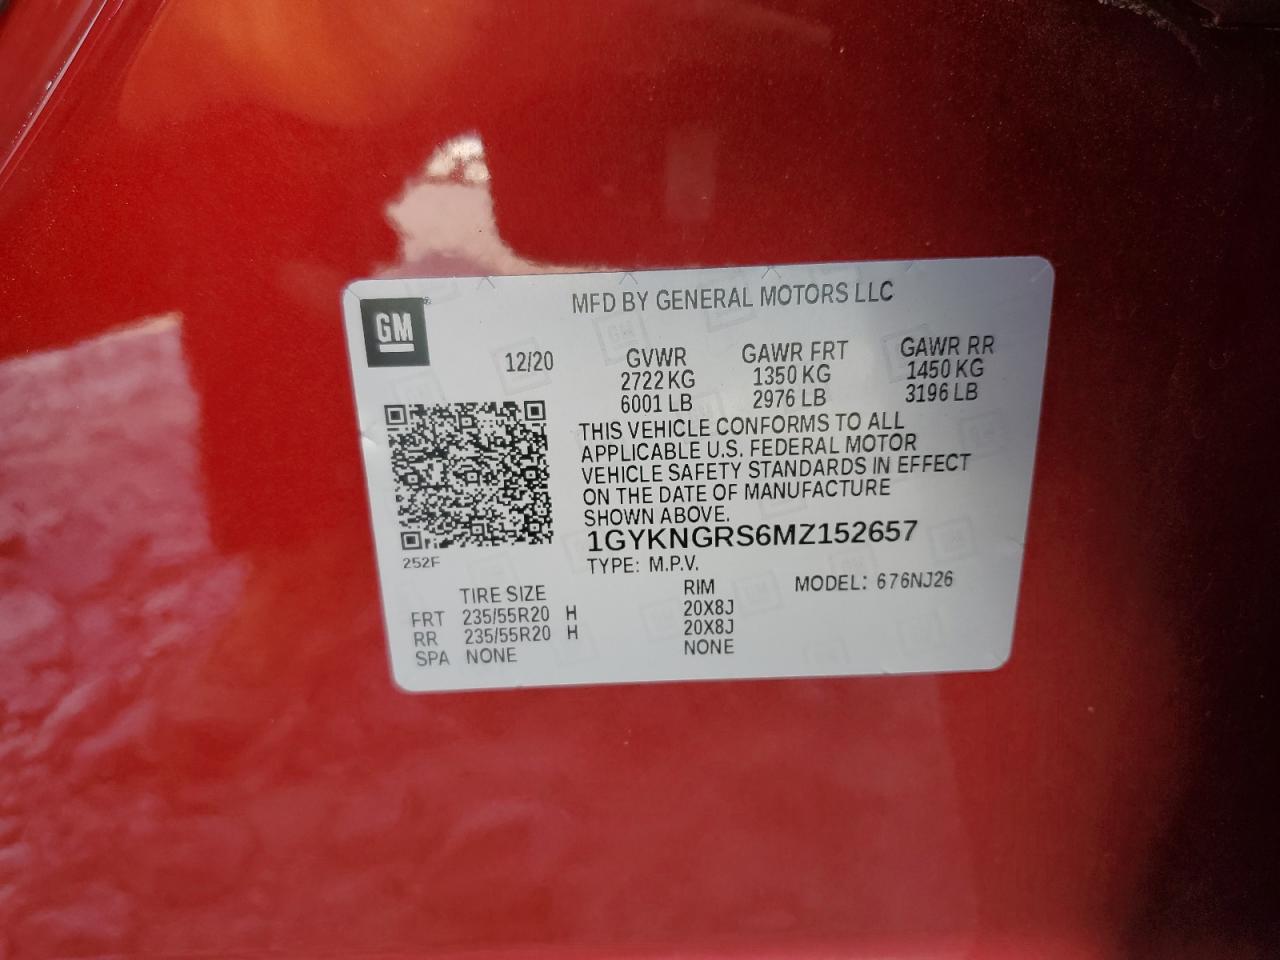 MFD BY GENERAL MOTORS LLC
GM
12/20 GVWR GAWR FRT GAWR RR
2722 KG 1350 KG 1450 KG
6001 LB 2976 LB 3196 LB
THIS VEHICLE CONFORMS TO ALL
APPLICABLE U.S. FEDERAL MOTOR
VEHICLE SAFETY STANDARDS IN EFFECT
ON THE DATE OF MANUFACTURE
SHOWN ABOVE.
1GYKNGRS6MZ152657
252F
TYPE: M.P.V.
TIRE SIZE RIM MODEL: 676NJ26
FRT 235/55R20 H 20X8J
RR 235/55R20 H 20X8J
SPA NONE NONE